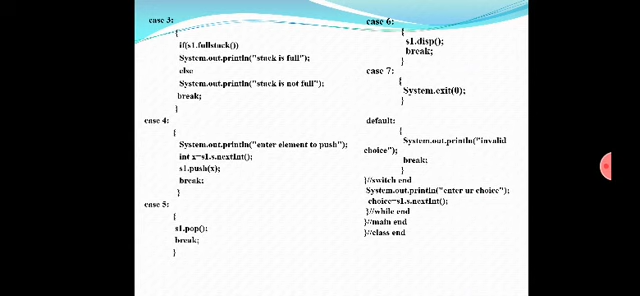 case 3:
{
if(s1.fullstack())
System.out.println("stack is full");
else
System.out.println("stack is not full");
break;
}
case 4:
{
System.out.println("enter element to push");
int x=s1.s.nextInt();
s1.push(x);
break;
}
case 5:
{
s1.pop();
break;
}
case 6:
{
s1.disp();
break;
}
case 7:
{
System.exit(0);
}
default:
{
System.out.println("invalid
choice");
break;
}
}//switch end
System.out.println("enter ur choice");
choice=s1.s.nextInt();
}//while end
}//main end
}//class end